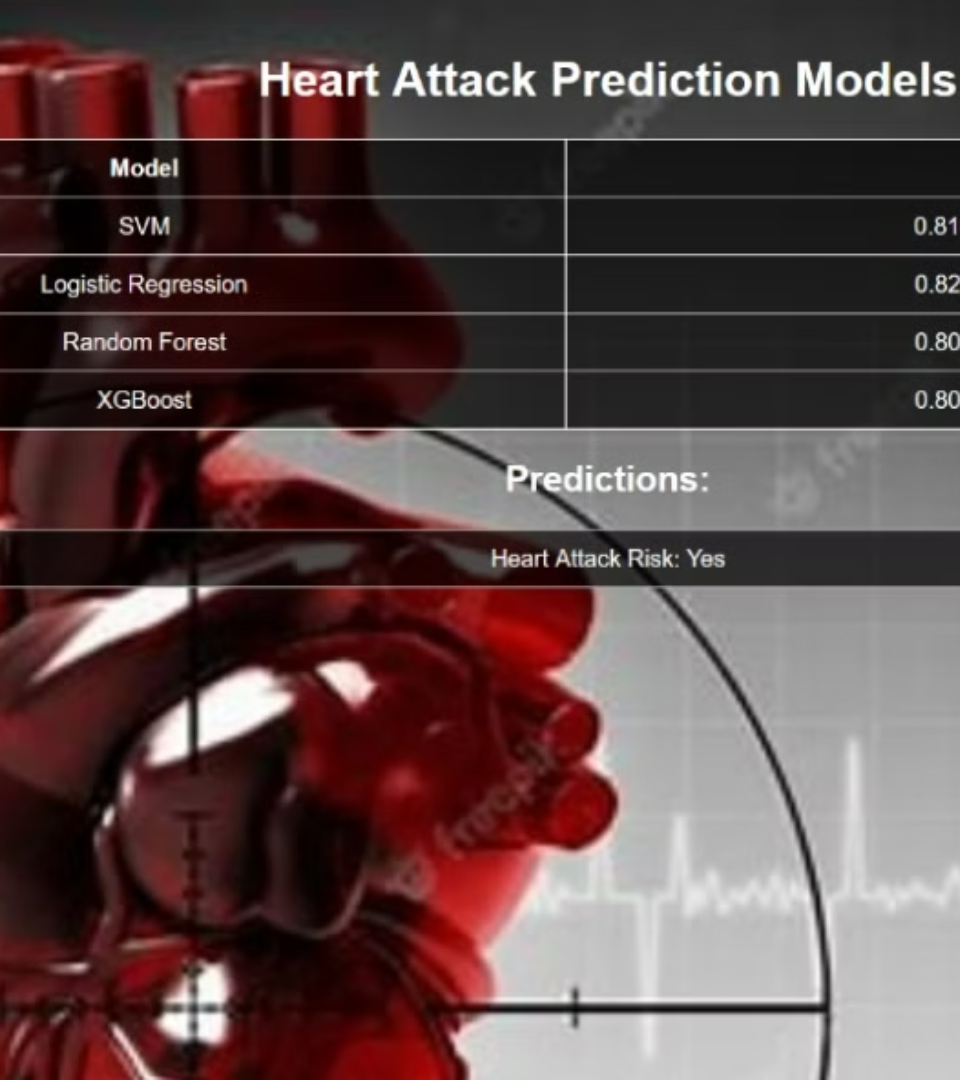 Heart Attack Prediction Models
Model
SVM 0.81
Logistic Regression 0.82
Random Forest 0.80
XGBoost 0.80
Predictions:
Heart Attack Risk: Yes
freepik